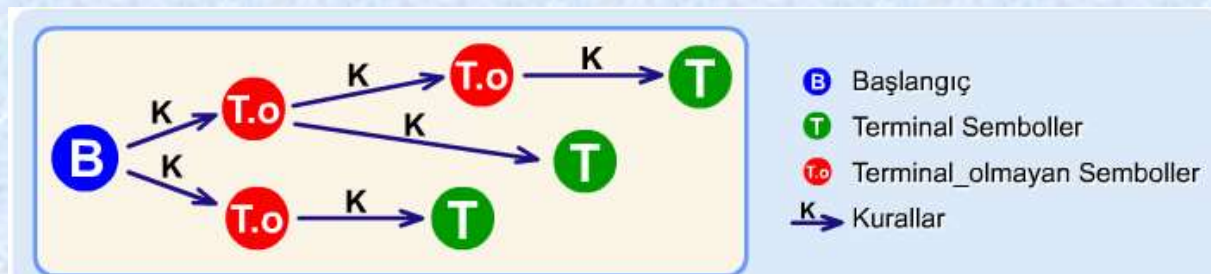 K T.o K T
K T.o K
B T
K
T.o K T
B Başlangıç
T Terminal Semboller
T.o Terminal_olmayan Semboller
K Kurallar